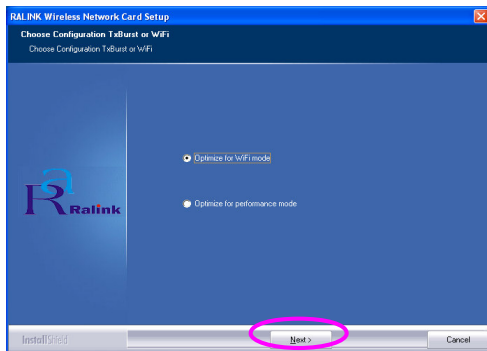 RALINK Wireless Network Card Setup
Choose Configuration TxBurst or WiFi
Choose Configuration TxBurst or WiFi
Optimize for WiFi mode
Ralink
Optimize for performance mode
InstallShield
Next >
Cancel